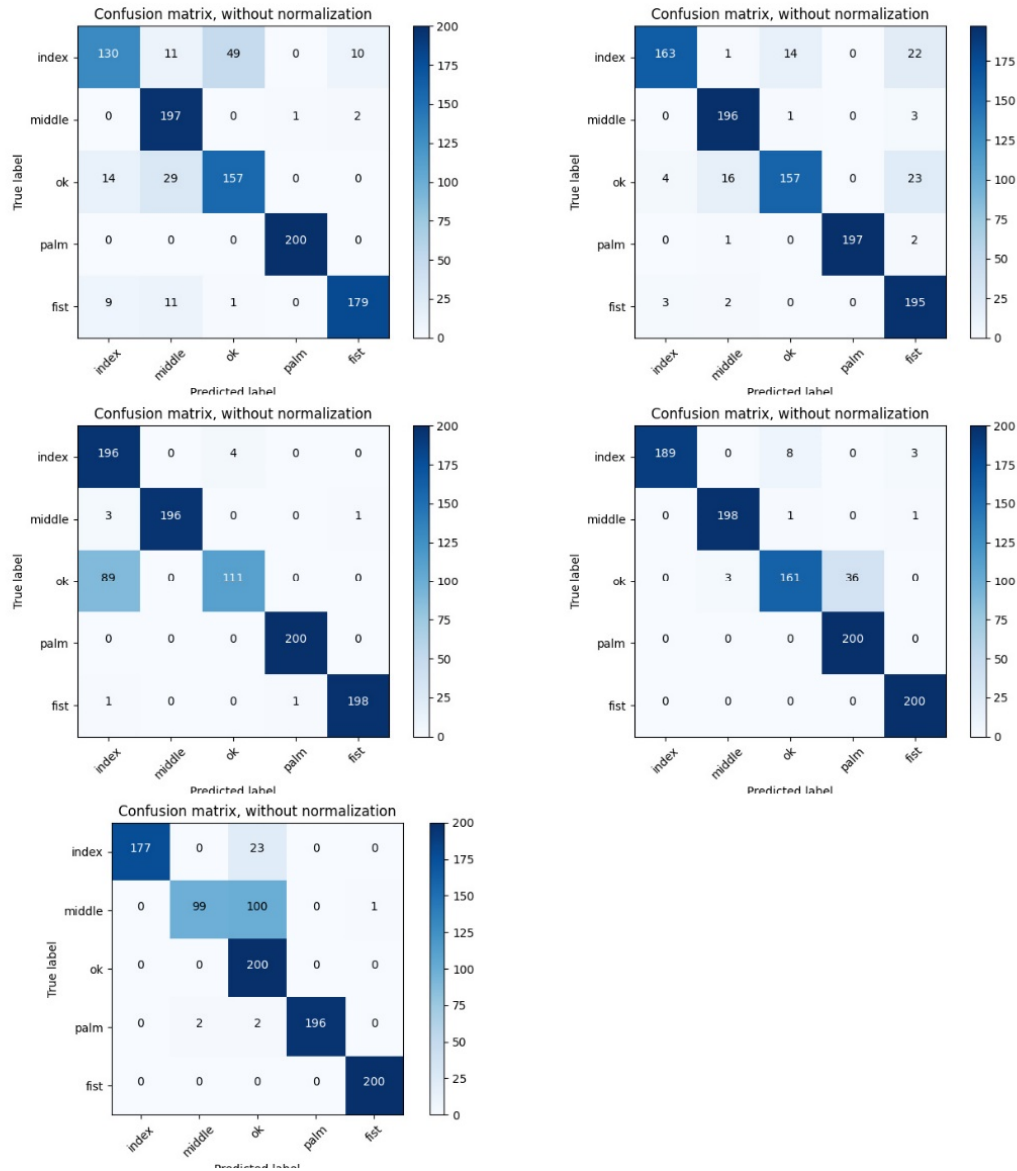 Confusion matrix, without normalization
True label
index 130 11 49 0 10
middle 0 197 0 1 2
ok 14 29 157 0 0
palm 0 0 0 200 0
fist 9 11 1 0 179
index middle ok palm fist
Predicted label
200
175
150
125
100
75
50
25
0
Confusion matrix, without normalization
True label
index 163 1 14 0 22
middle 0 196 1 0 3
ok 4 16 157 0 23
palm 0 1 0 197 2
fist 3 2 0 0 195
index middle ok palm fist
Predicted label
175
150
125
100
75
50
25
0
Confusion matrix, without normalization
True label
index 196 0 4 0 0
middle 3 196 0 0 1
ok 89 0 111 0 0
palm 0 0 0 200 0
fist 1 0 0 1 198
index middle ok palm fist
Predicted label
200
175
150
125
100
75
50
25
0
Confusion matrix, without normalization
True label
index 189 0 8 0 3
middle 0 198 1 0 1
ok 0 3 161 36 0
palm 0 0 0 200 0
fist 0 0 0 0 200
index middle ok palm fist
Predicted label
200
175
150
125
100
75
50
25
0
Confusion matrix, without normalization
True label
index 177 0 23 0 0
middle 0 99 100 0 1
ok 0 0 200 0 0
palm 0 2 2 196 0
fist 0 0 0 0 200
index middle ok palm fist
Predicted label
200
175
150
125
100
75
50
25
0